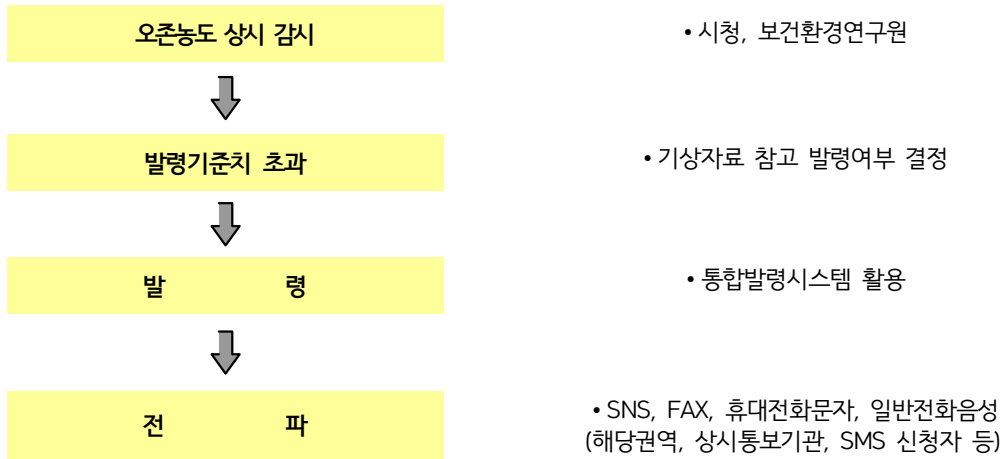 오존농도 상시 감시
•시청, 보건환경연구원
발령기준치 초과
•기상자료 참고 발령여부 결정
발 령
•통합발령시스템 활용
전 파
•SNS, FAX, 휴대전화문자, 일반전화음성
(해당권역, 상시통보기관, SMS 신청자 등)